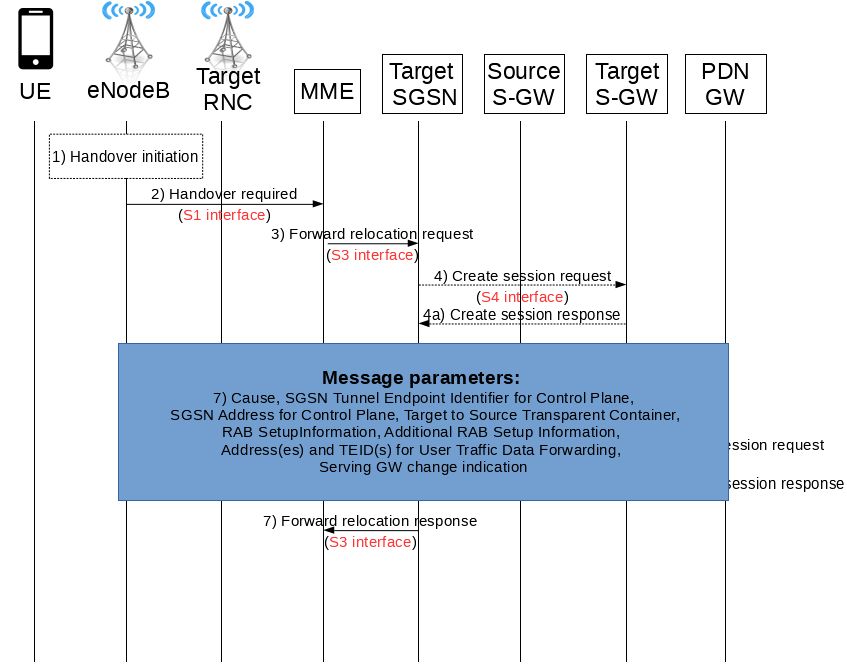 UE
eNodeB
Target
RNC
MME
Target
SGSN
Source
S-GW
Target
S-GW
PDN
GW
1) Handover initiation
2) Handover required
(S1 interface)
3) Forward relocation request
(S3 interface)
4) Create session request
(S4 interface)
4a) Create session response
Message parameters:
7) Cause, SGSN Tunnel Endpoint Identifier for Control Plane,
SGSN Address for Control Plane, Target to Source Transparent Container,
RAB SetupInformation, Additional RAB Setup Information,
Address(es) and TEID(s) for User Traffic Data Forwarding,
Serving GW change indication
request
response
7) Forward relocation response
(S3 interface)